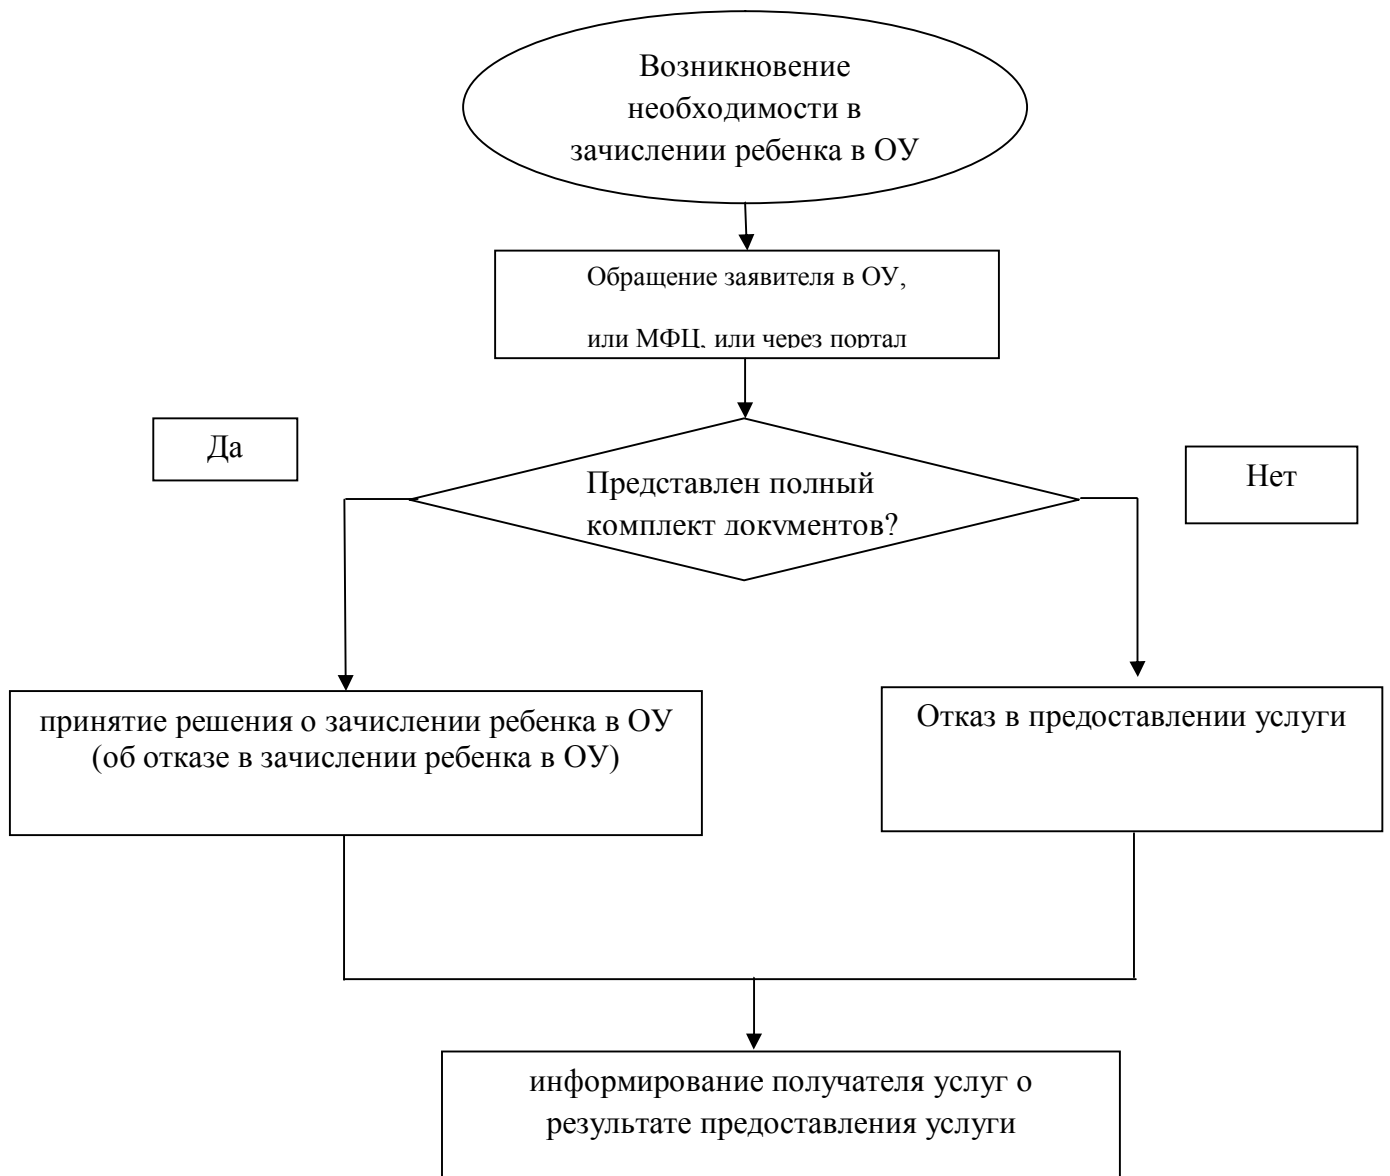 Возникновение
необходимости в
зачислении ребенка в ОУ
Обращение заявителя в ОУ,
или МФЦ, или через портал
Да
Нет
Представлен полный
комплект документов?
принятие решения о зачислении ребенка в ОУ
(об отказе в зачислении ребенка в ОУ)
Отказ в предоставлении услуги
информирование получателя услуг о
результате предоставления услуги